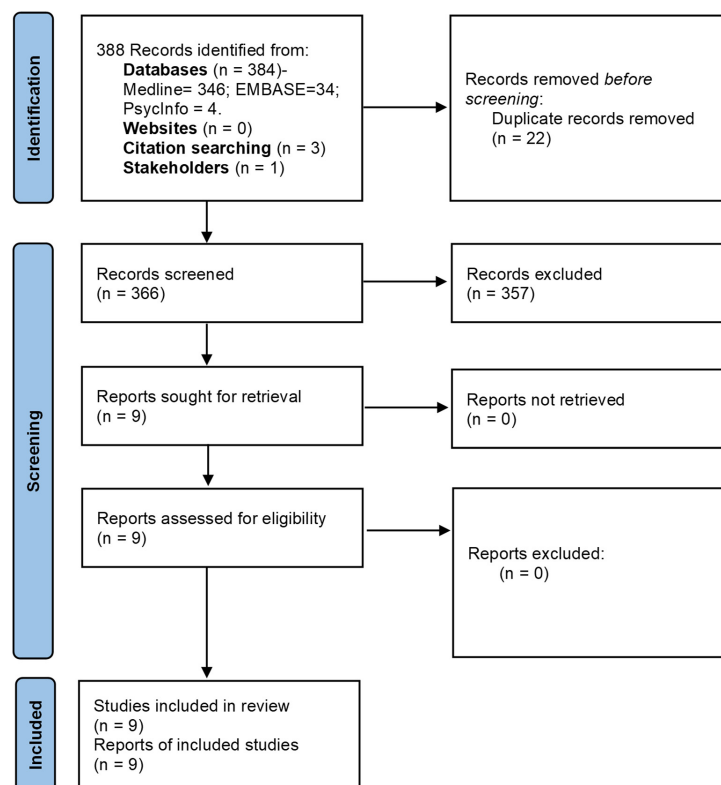 Identification
388 Records identified from:
Databases (n = 384)-
Medline= 346; EMBASE=34;
PsycInfo = 4.
Websites (n = 0)
Citation searching (n = 3)
Stakeholders (n = 1)
Records removed before
screening:
Duplicate records removed
(n = 22)
Screening
Records screened
(n = 366)
Records excluded
(n = 357)
Reports sought for retrieval
(n = 9)
Reports not retrieved
(n = 0)
Reports assessed for eligibility
(n = 9)
Reports excluded:
(n = 0)
Included
Studies included in review
(n = 9)
Reports of included studies
(n = 9)